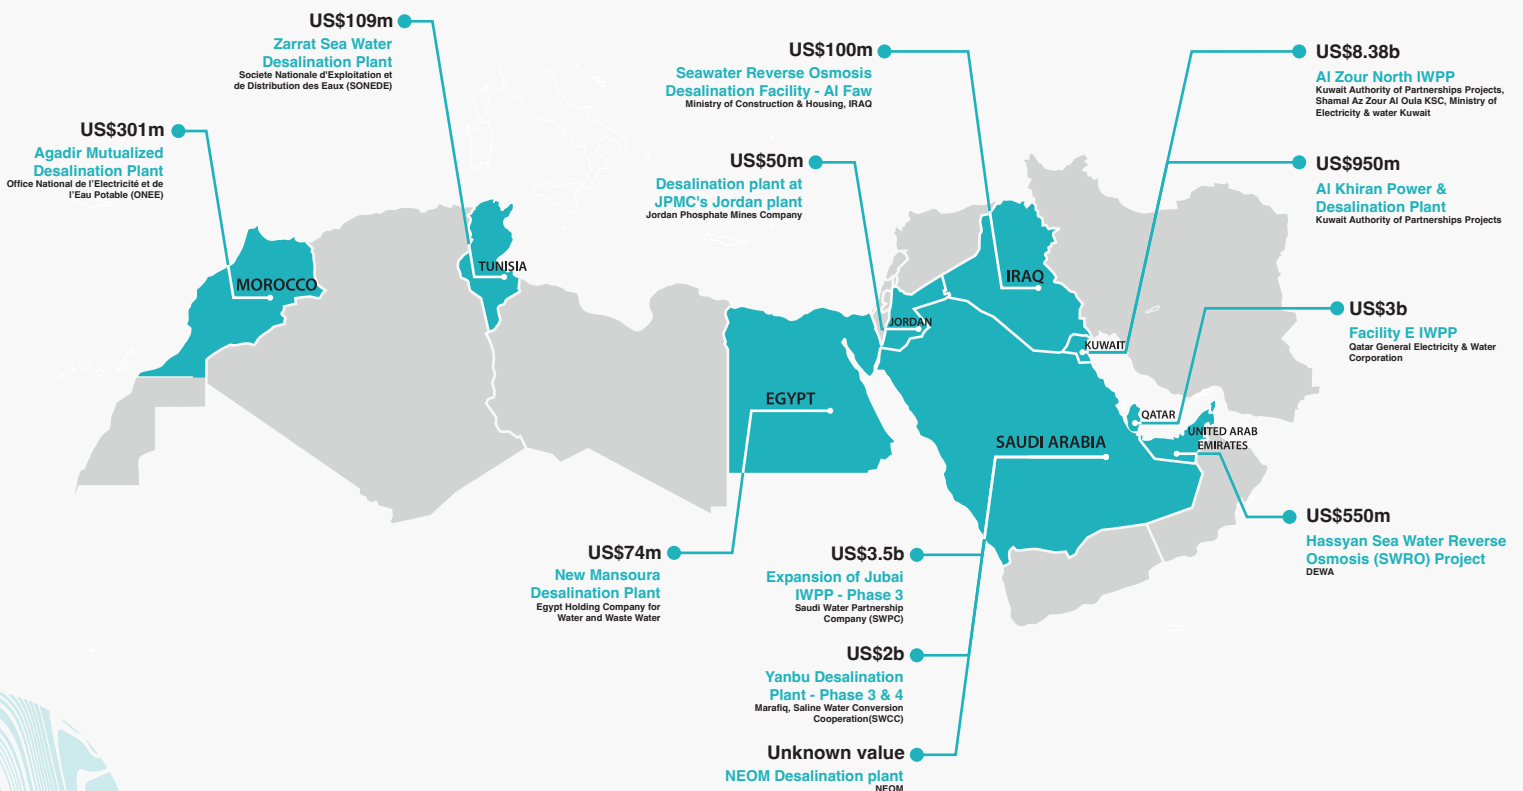 US$109m
Zarrat Sea Water
Desalination Plant
Societe Nationale d'Exploitation et
de Distribution des Eaux (SONEDE)
US$301m
Agadir Mutualized
Desalination Plant
Office National de l'Electricité et de
l'Eau Potable (ONEE)
US$100m
Seawater Reverse Osmosis
Desalination Facility - Al Faw
Ministry of Construction & Housing, IRAQ
US$50m
Desalination plant at
JPMC's Jordan plant
Jordan Phosphate Mines Company
US$8.38b
Al Zour North IWPP
Kuwait Authority of Partnerships Projects,
Shamal Az Zour Al Oula KSC, Ministry of
Electricity & water Kuwait
US$950m
Al Khiran Power &
Desalination Plant
Kuwait Authority of Partnerships Projects
US$3b
Facility E IWPP
Qatar General Electricity & Water
Corporation
US$550m
Hassyan Sea Water Reverse
Osmosis (SWRO) Project
DEWA
MOROCCO
TUNISIA
EGYPT
JORDAN
IRAQ
KUWAIT
SAUDI ARABIA
QATAR
UNITED ARAB
EMIRATES
US$74m
New Mansoura
Desalination Plant
Egypt Holding Company for
Water and Waste Water
US$3.5b
Expansion of Jubai
IWPP - Phase 3
Saudi Water Partnership
Company (SWPC)
US$2b
Yanbu Desalination
Plant - Phase 3 & 4
Marafiq, Saline Water Conversion
Cooperation(SWCC)
Unknown value
NEOM Desalination plant
NEOM